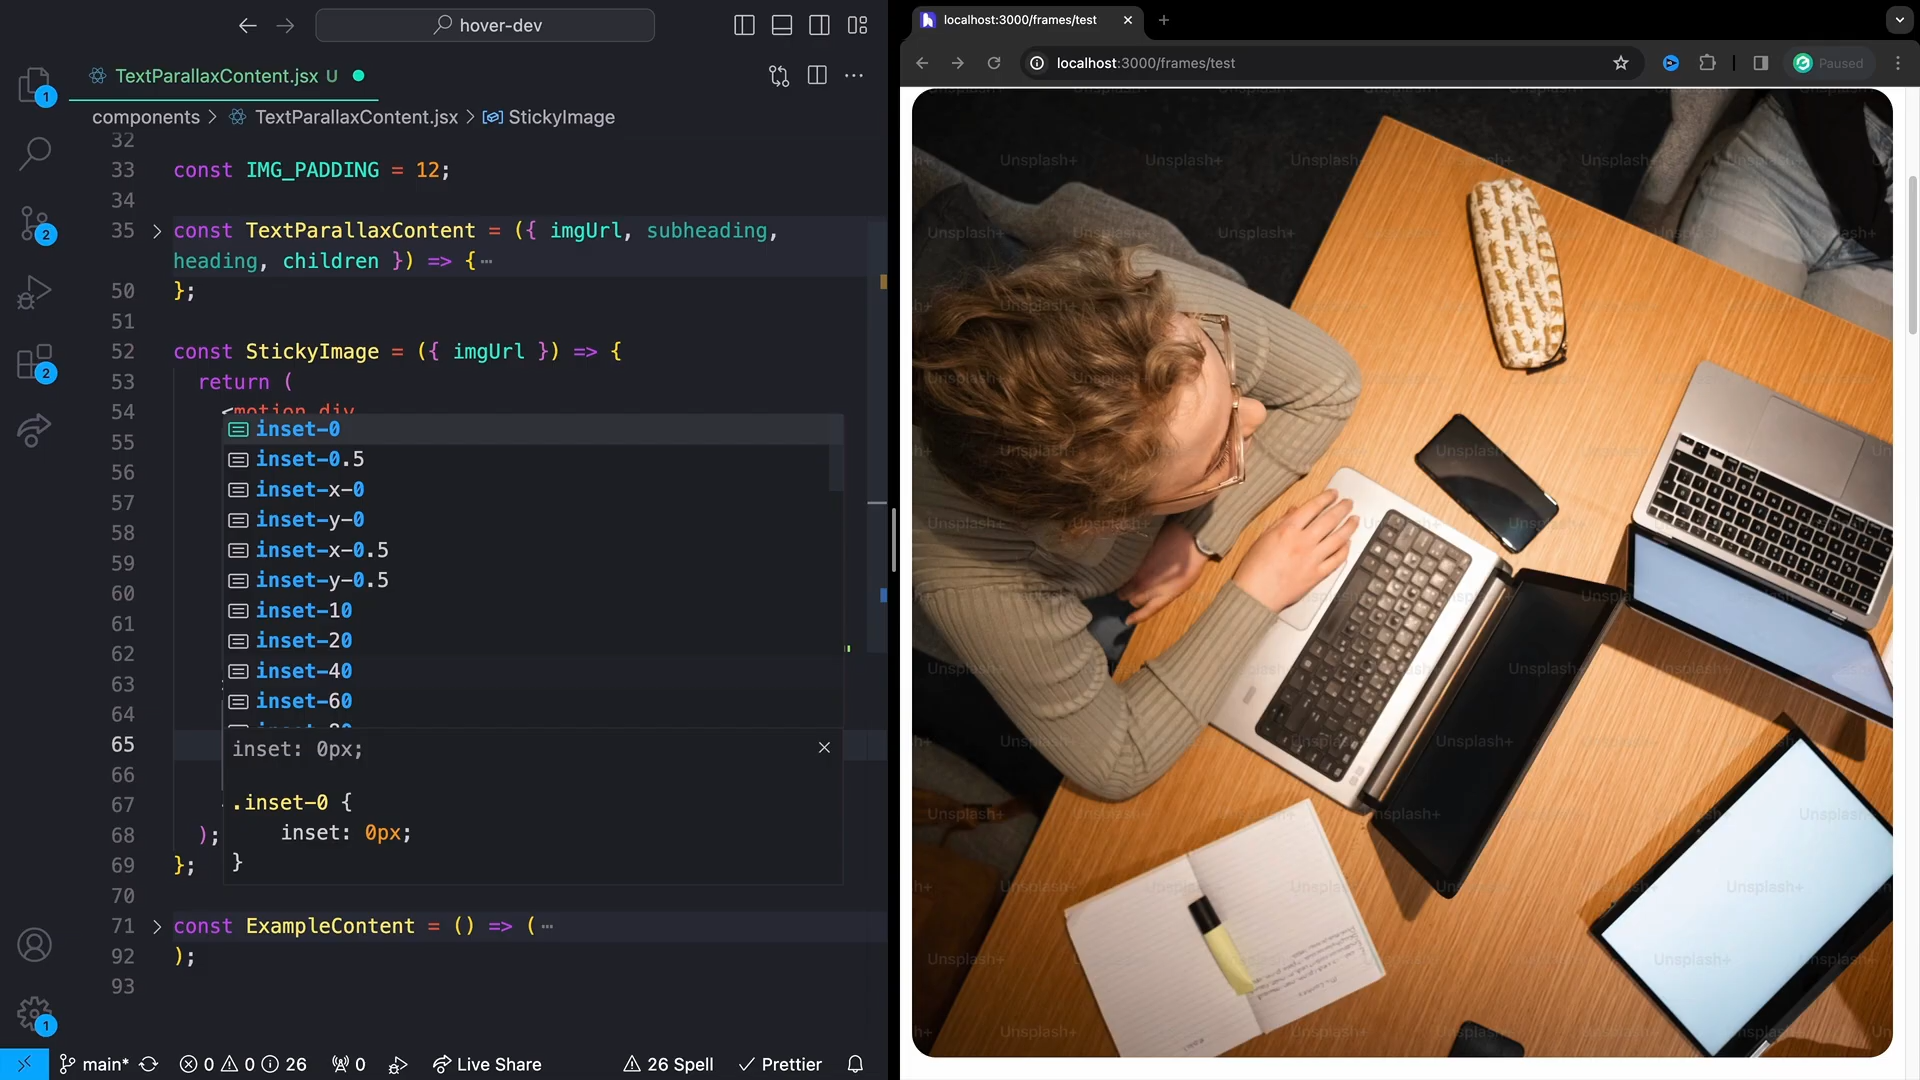 hover-dev
TextParallaxContent.jsx U
components > TextParallaxContent.jsx > StickyImage
32
33 const IMG_PADDING = 12;
34
35 const TextParallaxContent = ({ imgUrl, subheading,
heading, children }) => {
50 };
51
52 const StickyImage = ({ imgUrl }) => {
53 return (
54 <motion.div
55
56
57
58
59
60
61
62
63
64
65
66
67
68 );
69 };
70
71 const ExampleContent = () => (
92 );
93
inset-0
inset-0.5
inset-x-0
inset-y-0
inset-x-0.5
inset-y-0.5
inset-10
inset-20
inset-40
inset-60
inset: 0px;
.inset-0 {
inset: 0px;
}
1
2
2
1
main* 0 0 26 0 Live Share 26 Spell Prettier
localhost:3000/frames/test
localhost:3000/frames/test
Paused
Unsplash+